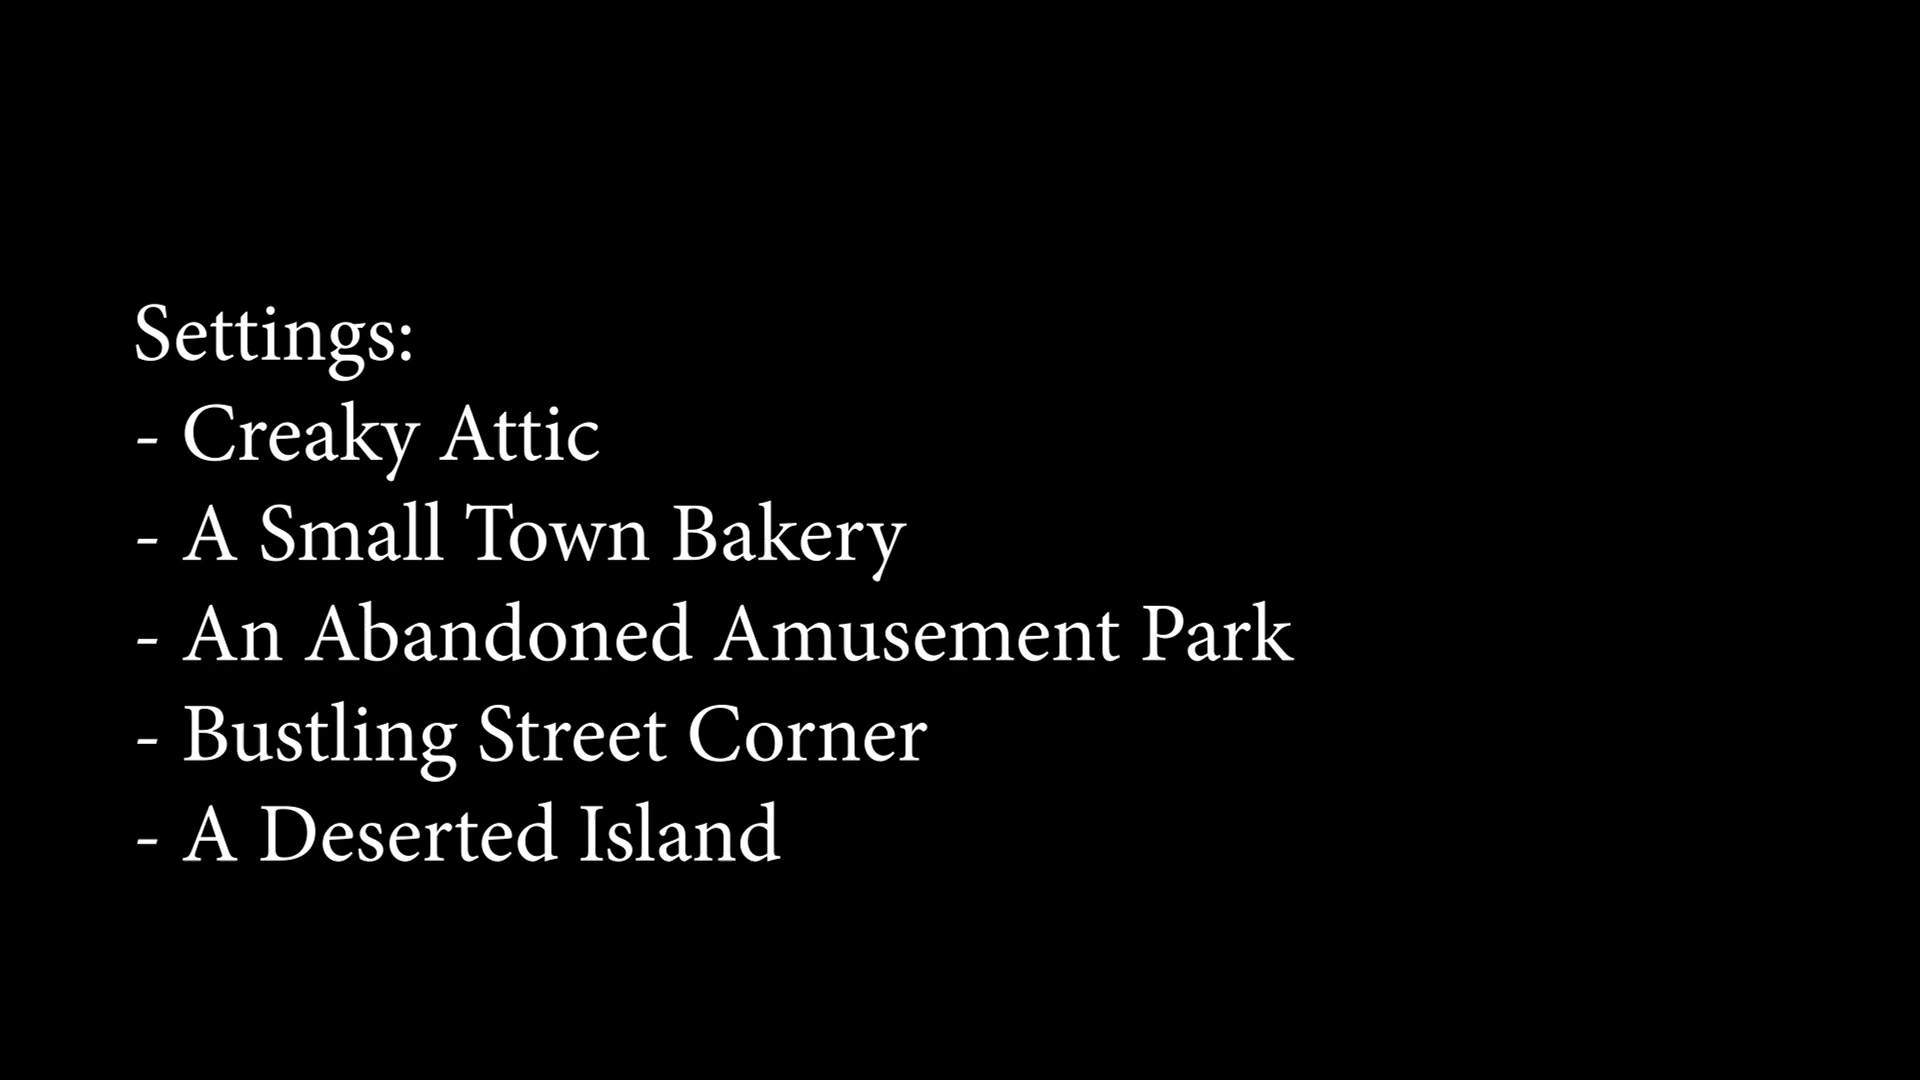 Settings:
- Creaky Attic
- A Small Town Bakery
- An Abandoned Amusement Park
- Bustling Street Corner
- A Deserted Island